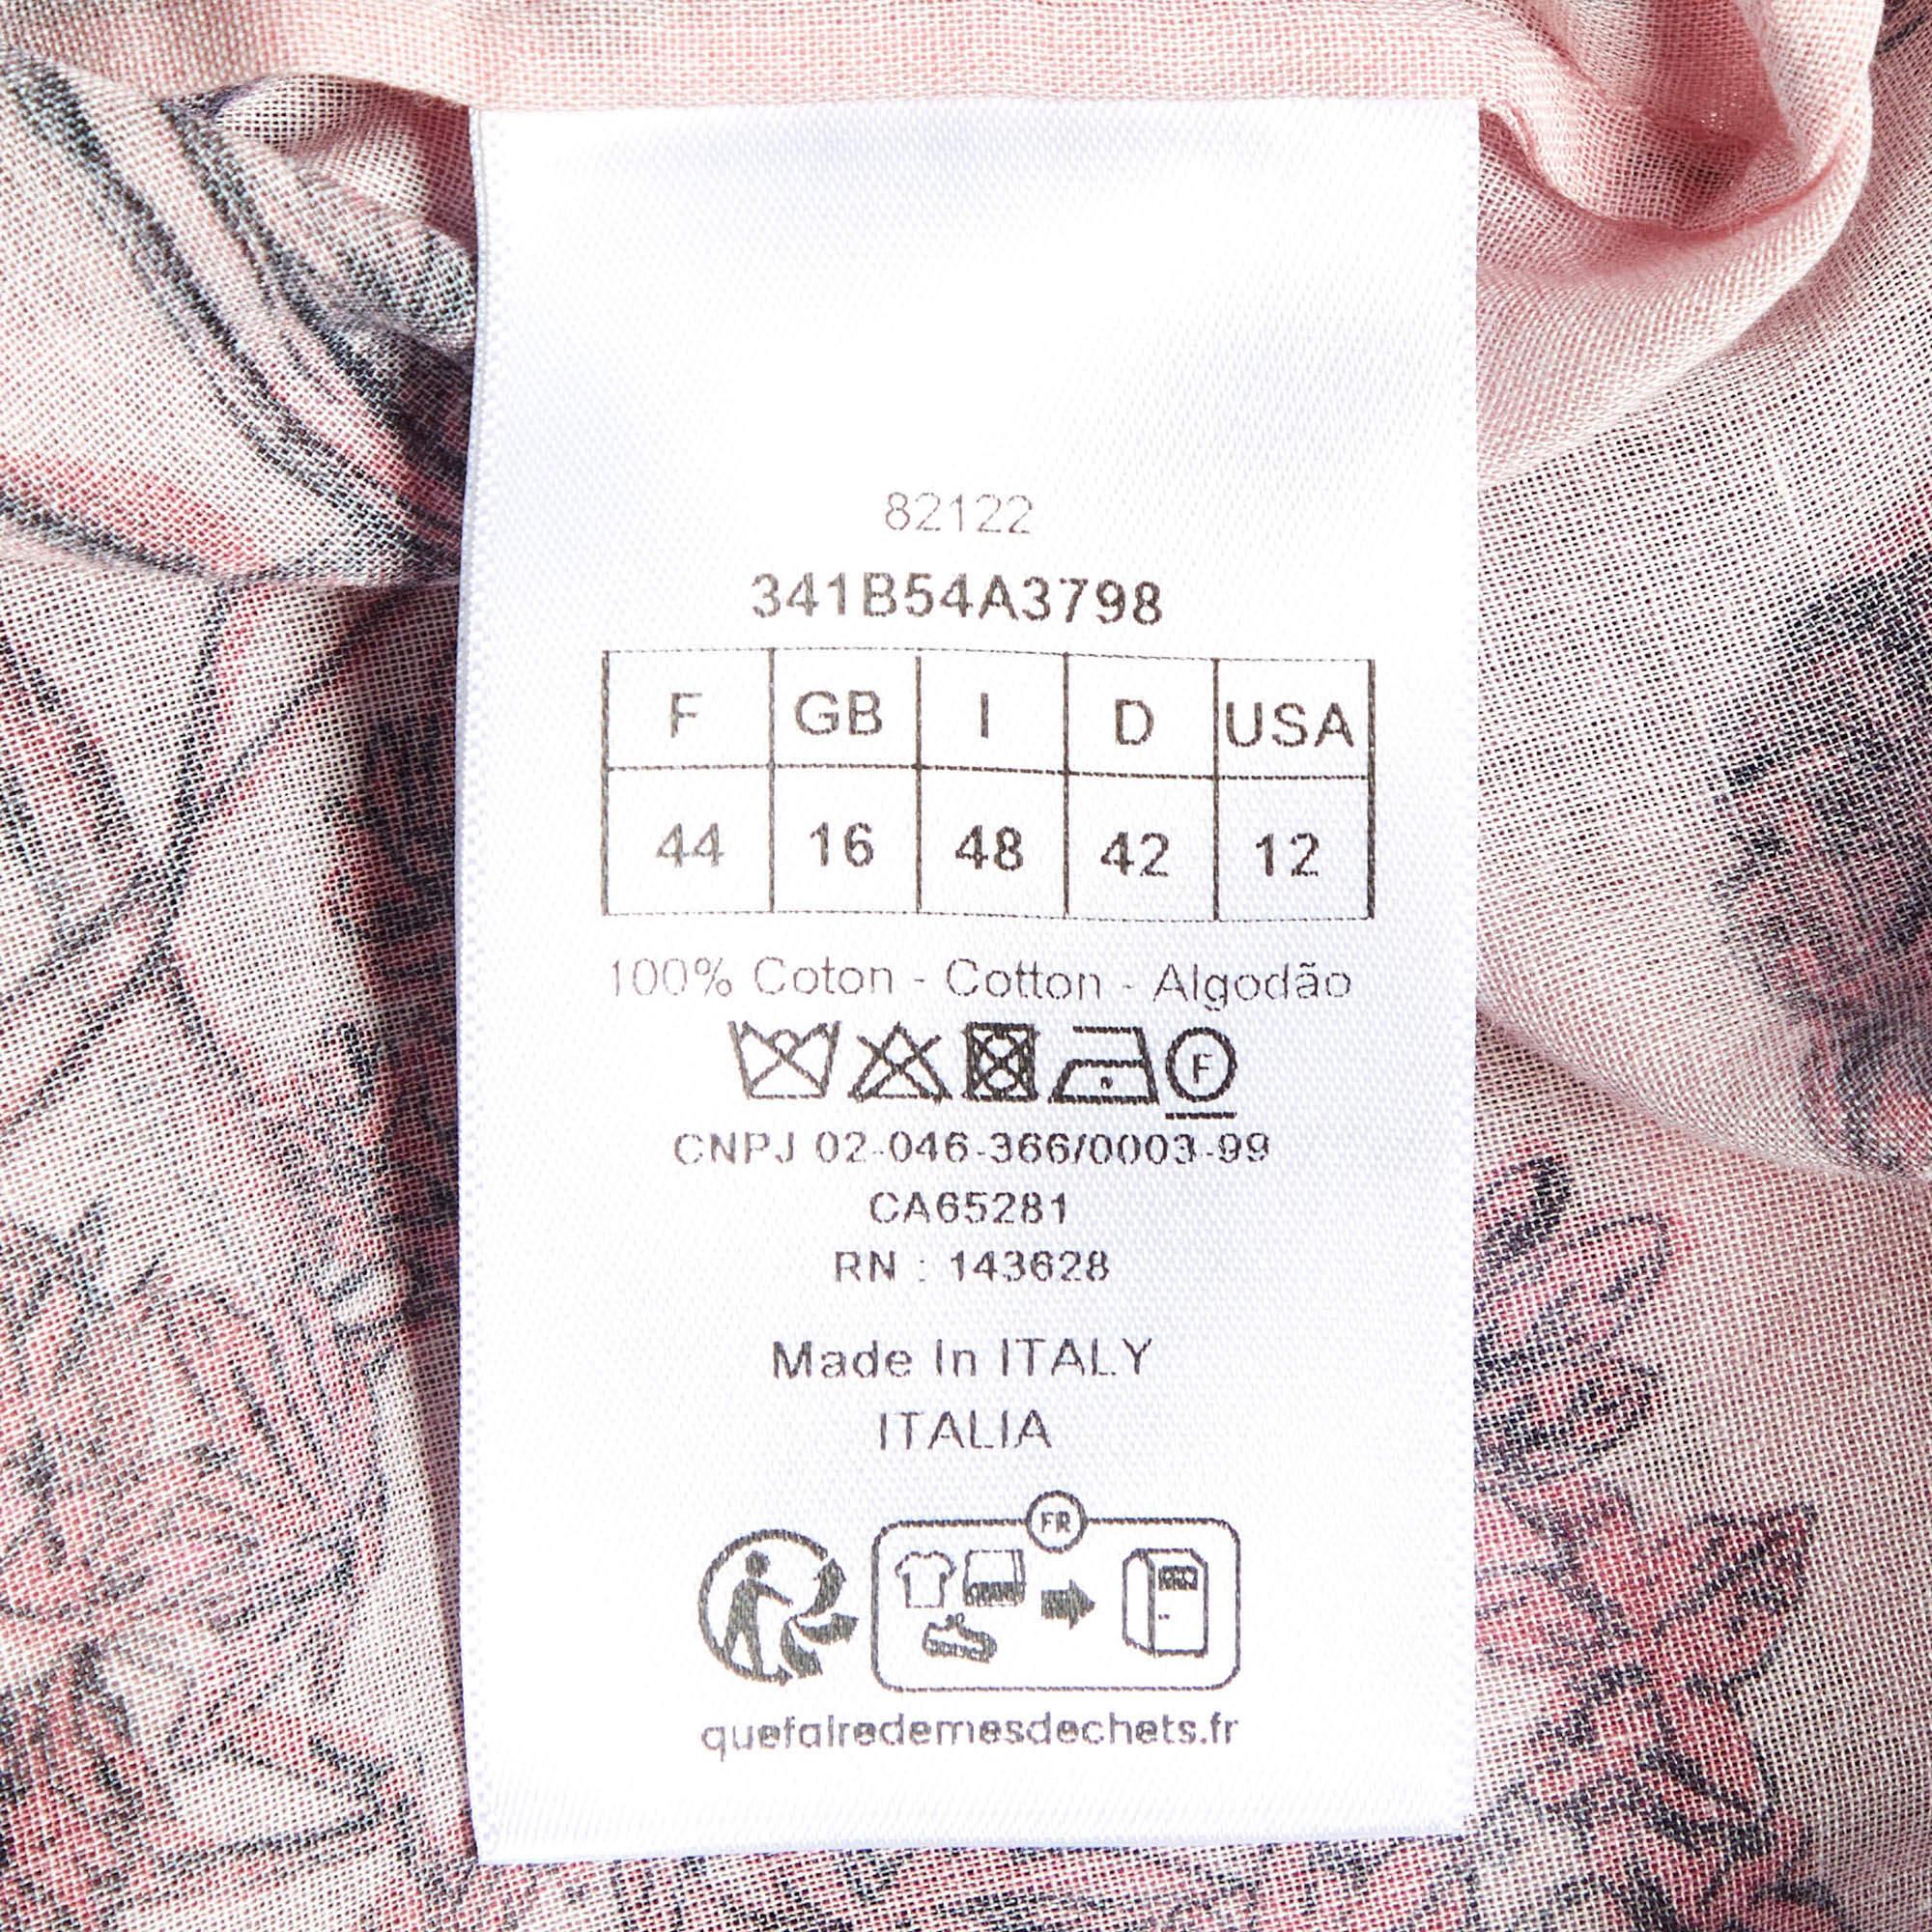 82122
341B54A3798
F GB I D USA
44 16 48 42 12
100% Coton - Cotton - Algodão
F
CNPJ 02-046-366/0003-99
CA65281
RN : 143628
Made In ITALY
ITALIA
FR
quefairedemesdechets.fr